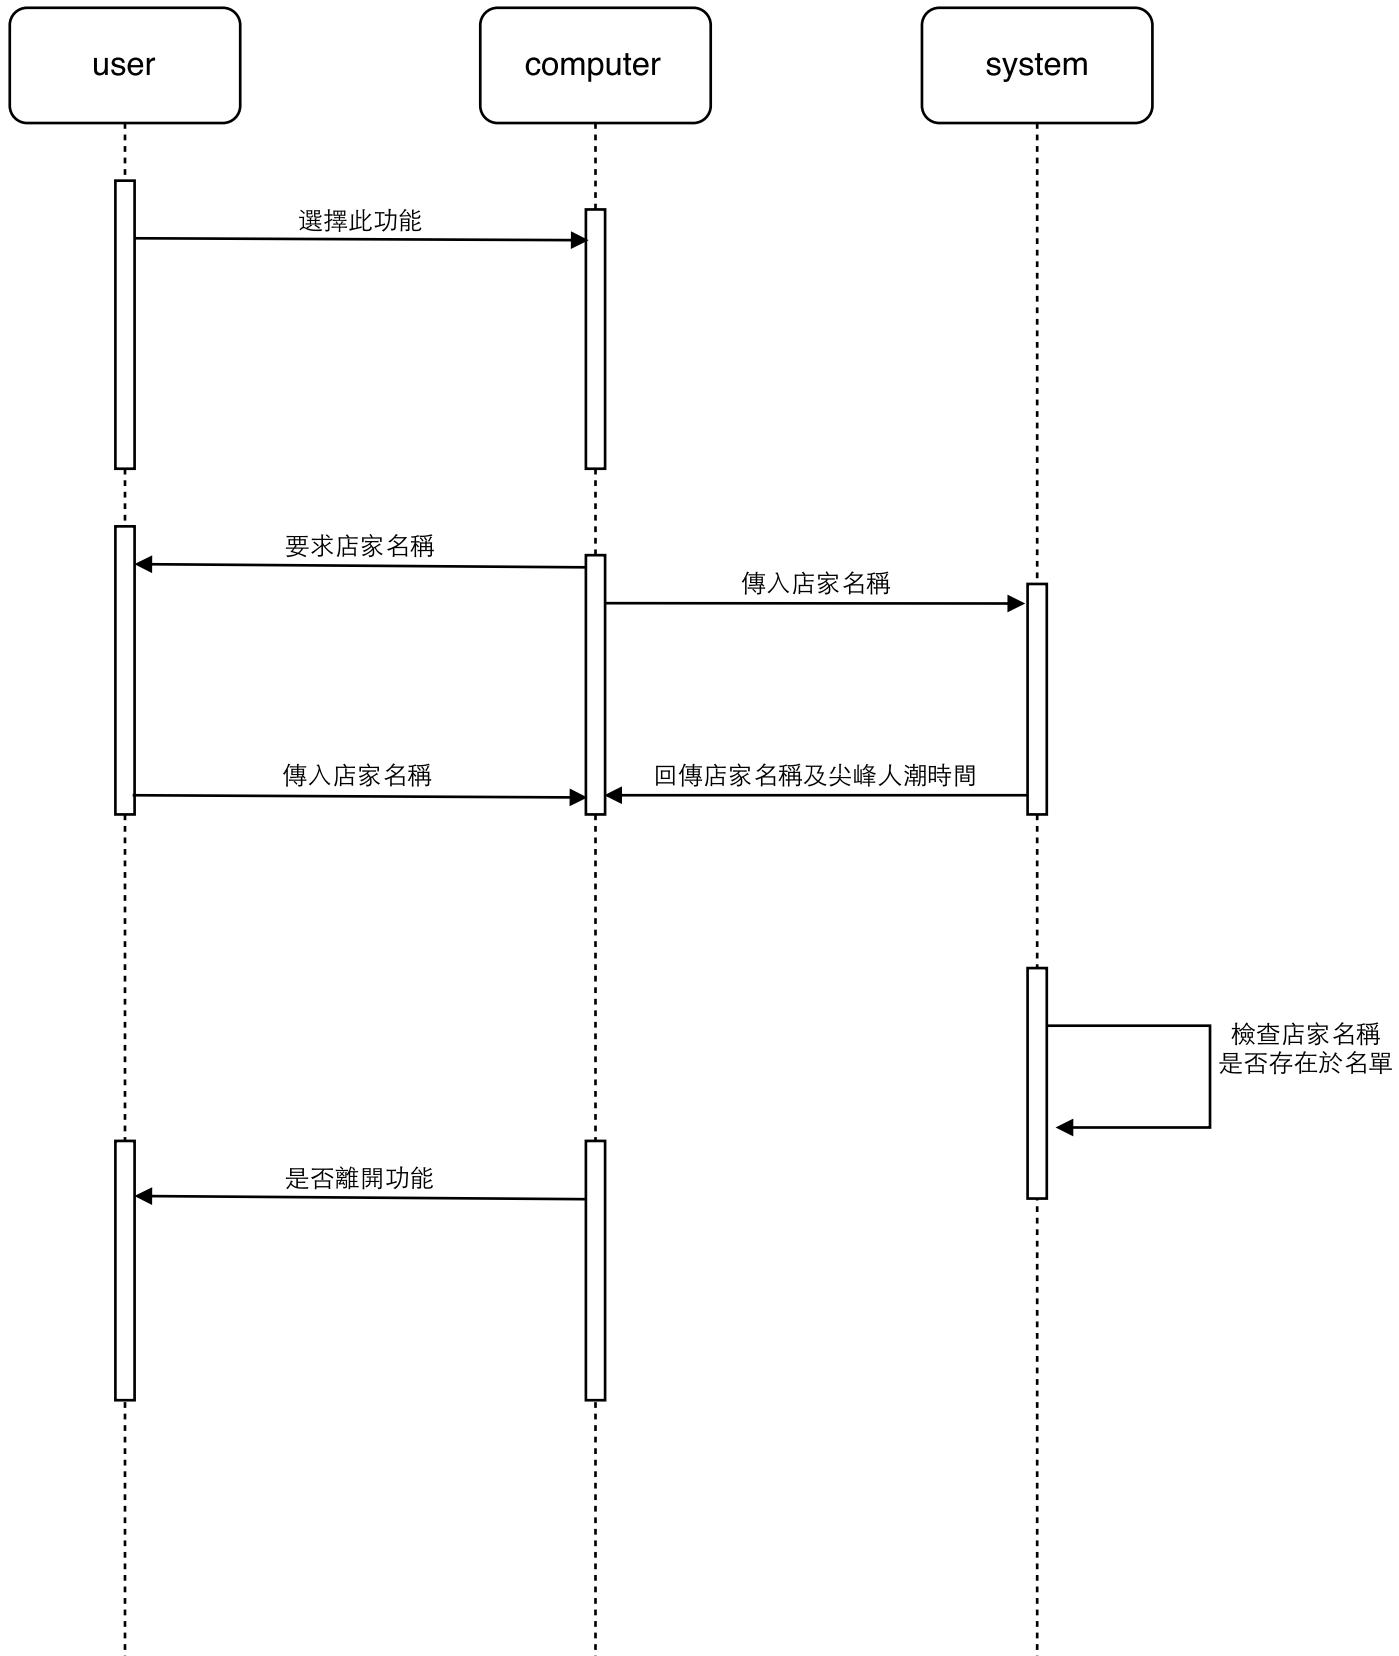 user
computer
system
選擇此功能
要求店家名稱
傳入店家名稱
傳入店家名稱
回傳店家名稱及尖峰人潮時間
檢查店家名稱
是否存在於名單
是否離開功能